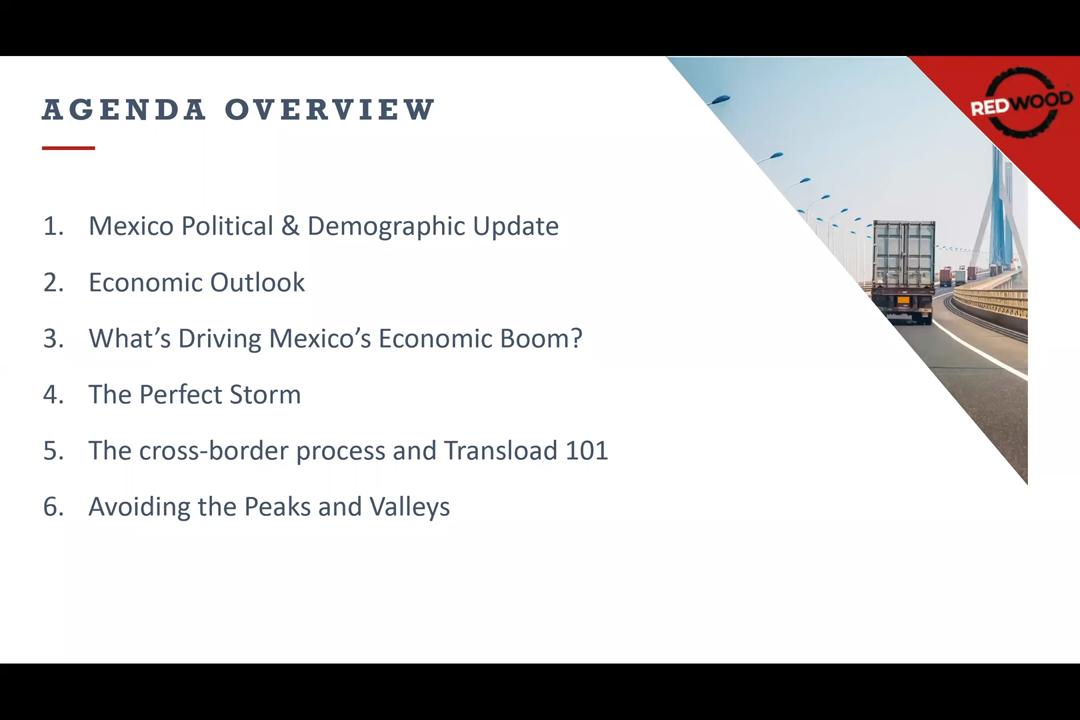 AGENDA OVERVIEW
REDWOOD
1. Mexico Political & Demographic Update
2. Economic Outlook
3. What’s Driving Mexico’s Economic Boom?
4. The Perfect Storm
5. The cross-border process and Transload 101
6. Avoiding the Peaks and Valleys